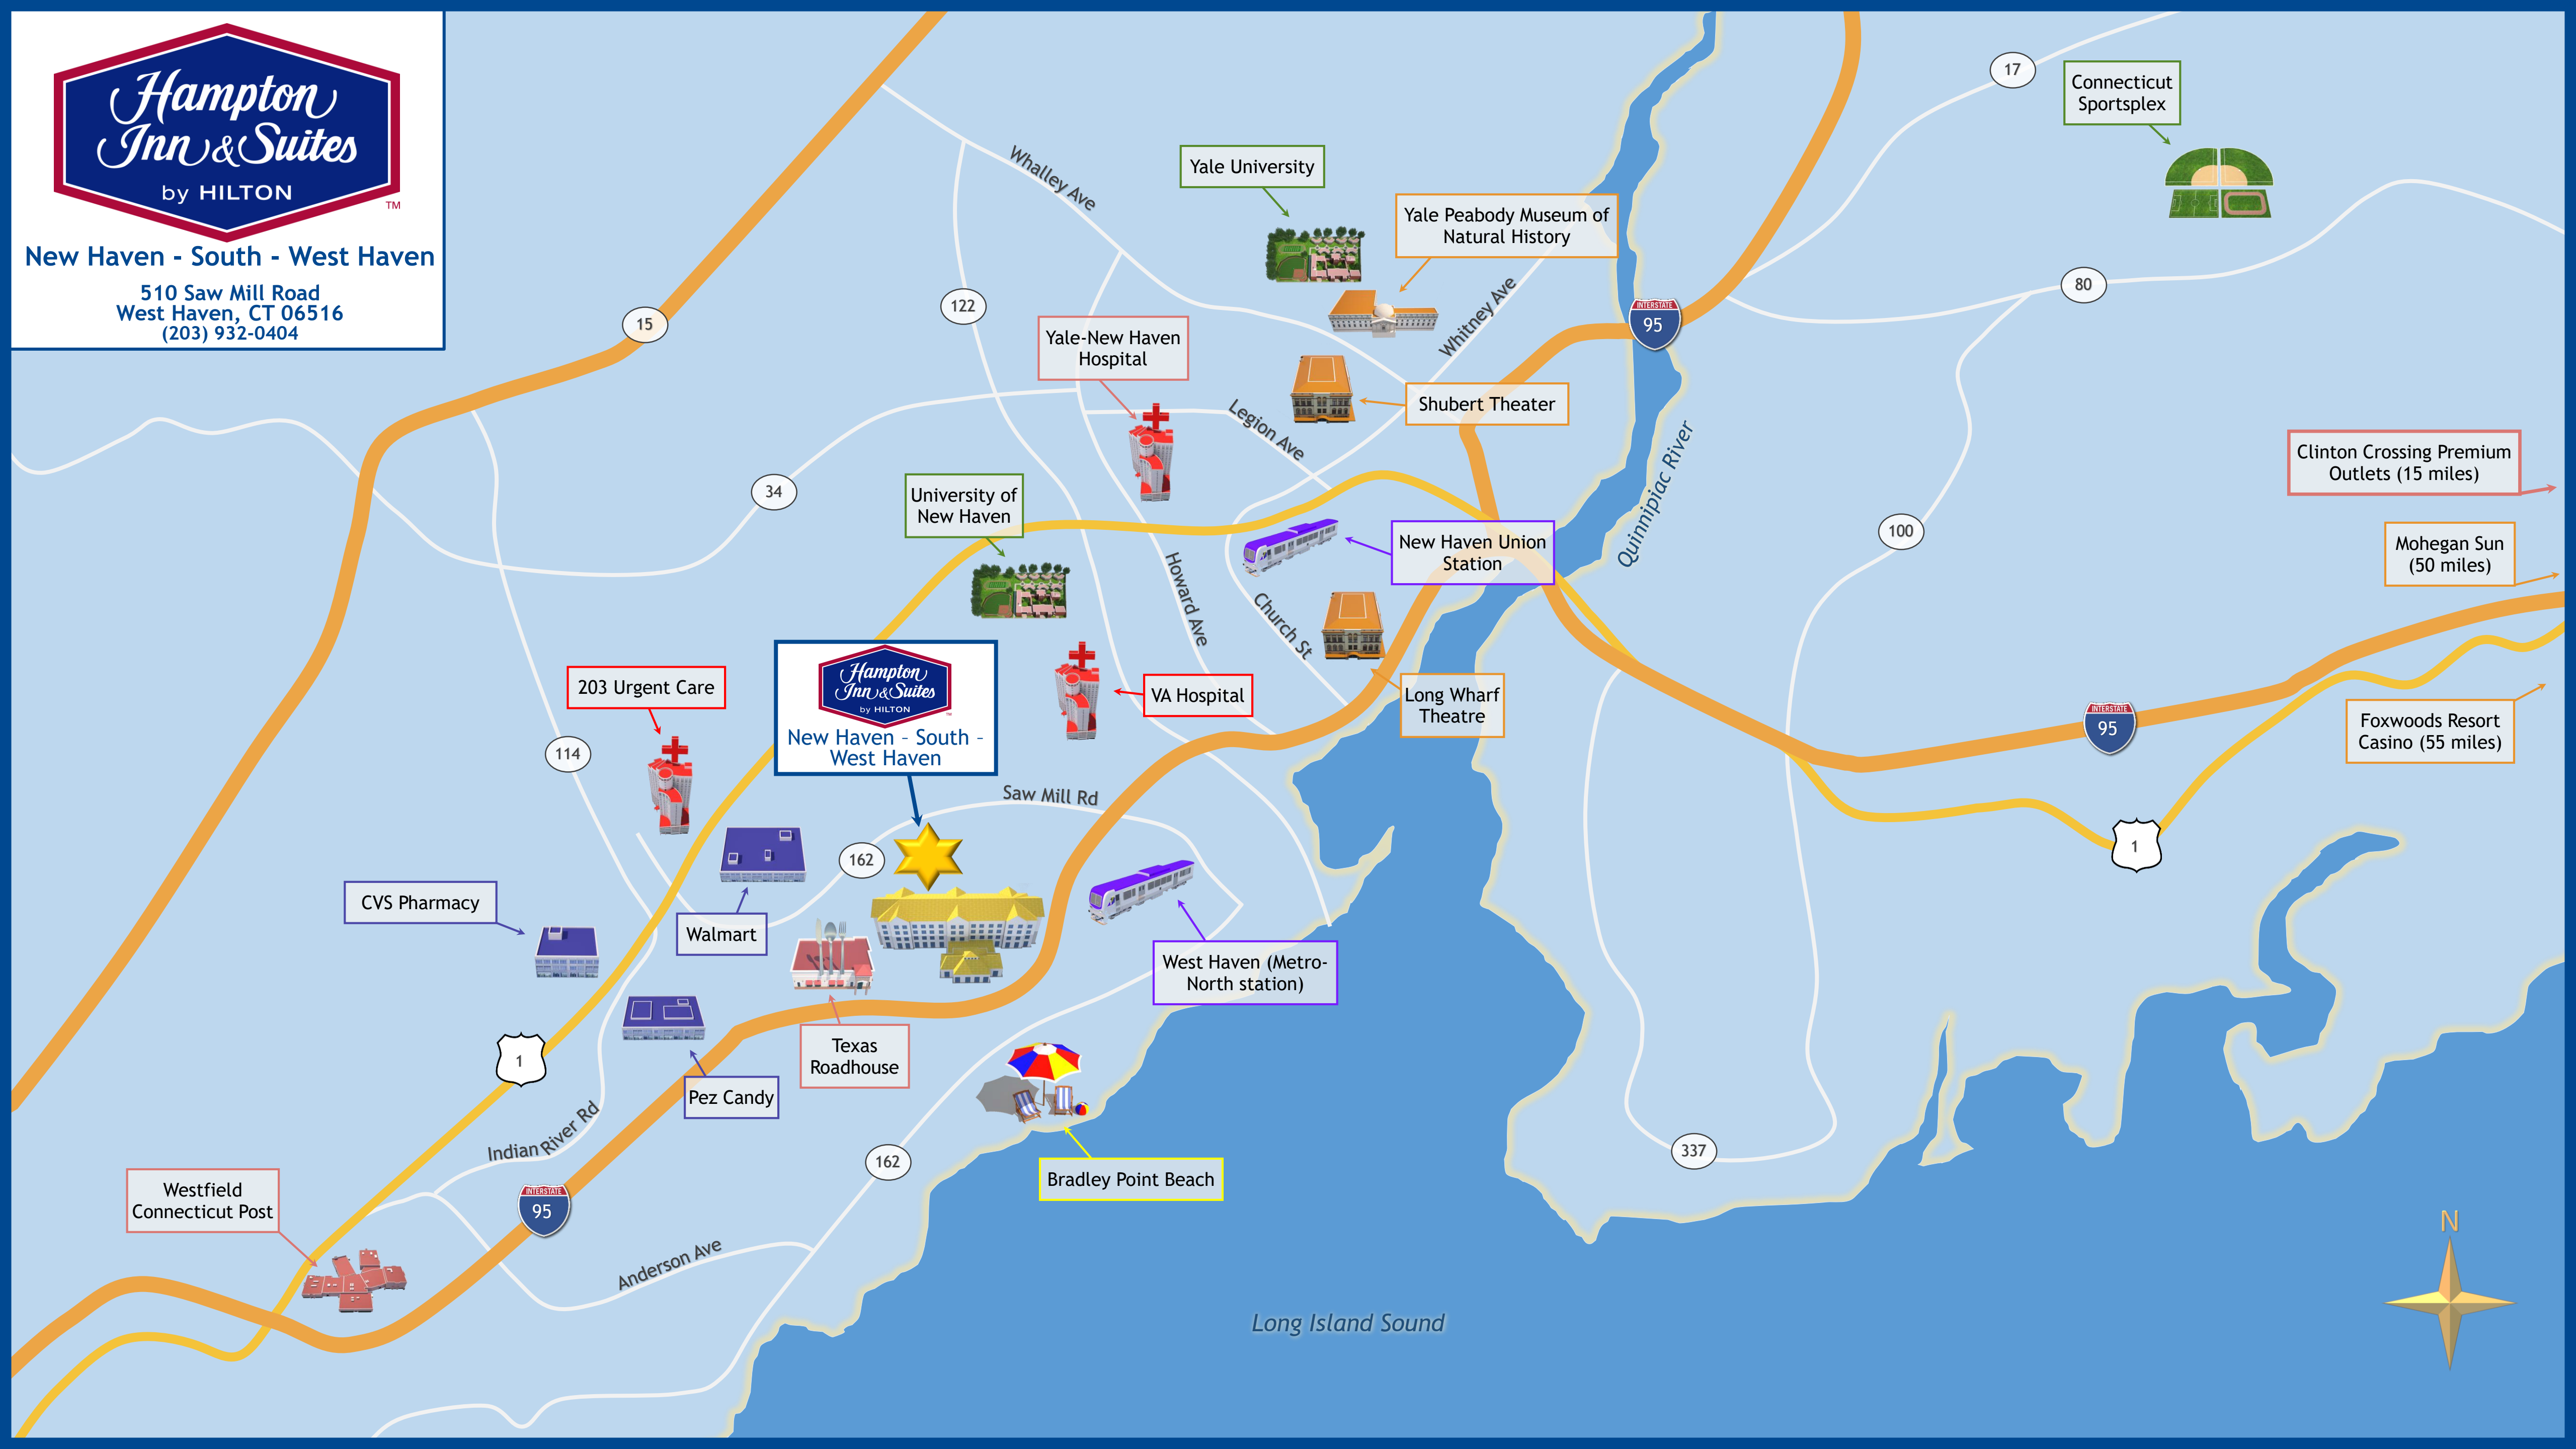 Hampton
Inn & Suites
by HILTON
TM
New Haven - South - West Haven
510 Saw Mill Road
West Haven, CT 06516
(203) 932-0404
17
Connecticut
Sportsplex
Whalley Ave
Yale University
Yale Peabody Museum of
Natural History
80
122
15
Whitney Ave
INTERSTATE
95
Yale-New Haven
Hospital
Shubert Theater
Legion Ave
Quinnipiac River
Clinton Crossing Premium
Outlets (15 miles)
34
University of
New Haven
New Haven Union
Station
100
Mohegan Sun
(50 miles)
Howard Ave
Church St
203 Urgent Care
Hampton
Inn & Suites
by HILTON
New Haven - South -
West Haven
VA Hospital
Long Wharf
Theatre
INTERSTATE
95
Foxwoods Resort
Casino (55 miles)
114
Saw Mill Rd
162
1
CVS Pharmacy
Walmart
West Haven (Metro-
North station)
1
Texas
Roadhouse
Pez Candy
Indian River Rd
162
Bradley Point Beach
337
Westfield
Connecticut Post
INTERSTATE
95
Anderson Ave
N
Long Island Sound